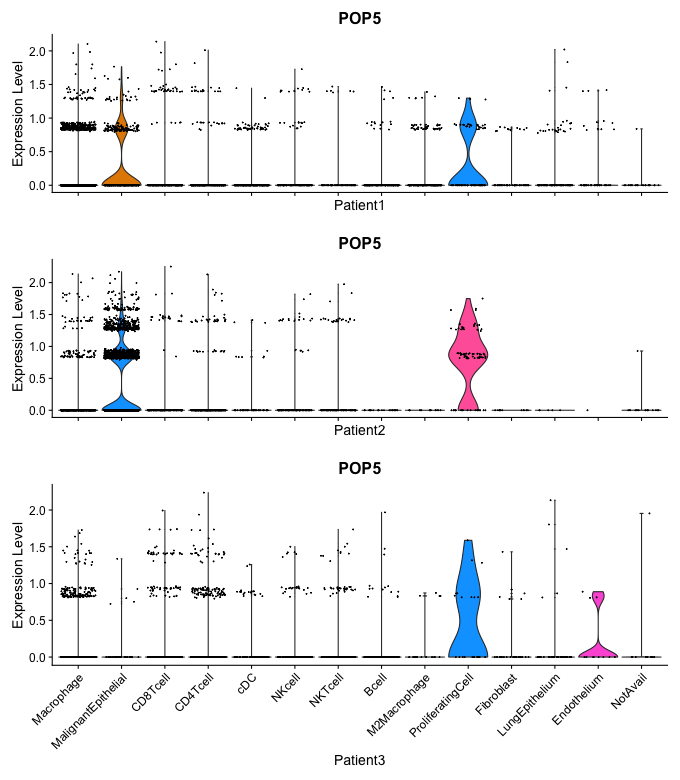 POP5
Expression Level
2.0
1.5
1.0
0.5
0.0
Patient1
POP5
Expression Level
2.0
1.5
1.0
0.5
0.0
Patient2
POP5
Expression Level
2.0
1.5
1.0
0.5
0.0
Macrophage
MalignantEpithelial
CD8Tcell
CD4Tcell
cDC
NKcell
NKTcell
Bcell
M2Macrophage
ProliferatingCell
Fibroblast
LungEpithelium
Endothelium
NotAvail
Patient3